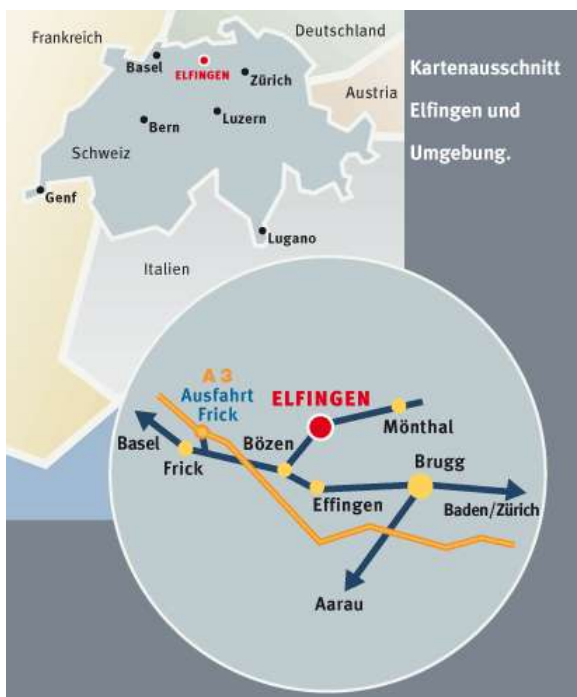 Frankreich
Deutschland
Basel
ELFINGEN
Zürich
Austria
Bern
Luzern
Schweiz
Genf
Lugano
Italien
Kartenausschnitt
Elfingen und
Umgebung.
A 3
Ausfahrt
Frick
ELFINGEN
Mönthal
Basel
Bözen
Frick
Brugg
Effingen
Baden/Zürich
Aarau